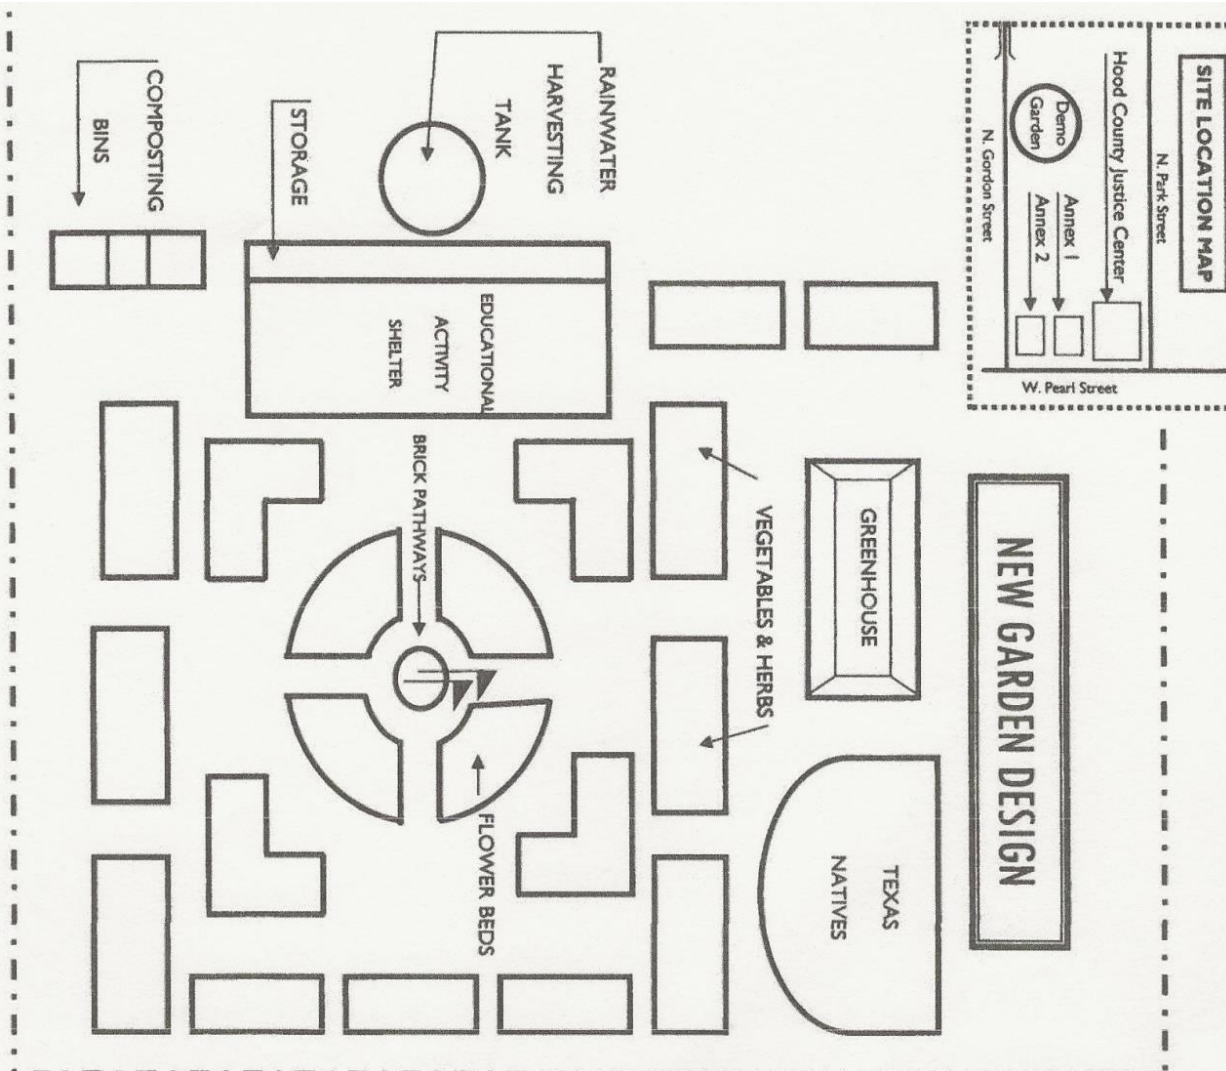 SITE LOCATION MAP
N. Park Street
Hood County Justice Center
Annex 1
Annex 2
Demo
Garden
N. Gordon Street
W. Pearl Street
NEW GARDEN DESIGN
GREENHOUSE
TEXAS
NATIVES
VEGETABLES & HERBS
RAINWATER
HARVESTING
TANK
STORAGE
COMPOSTING
BINS
EDUCATIONAL
ACTIVITY
SHELTER
BRICK PATHWAYS
FLOWER BEDS